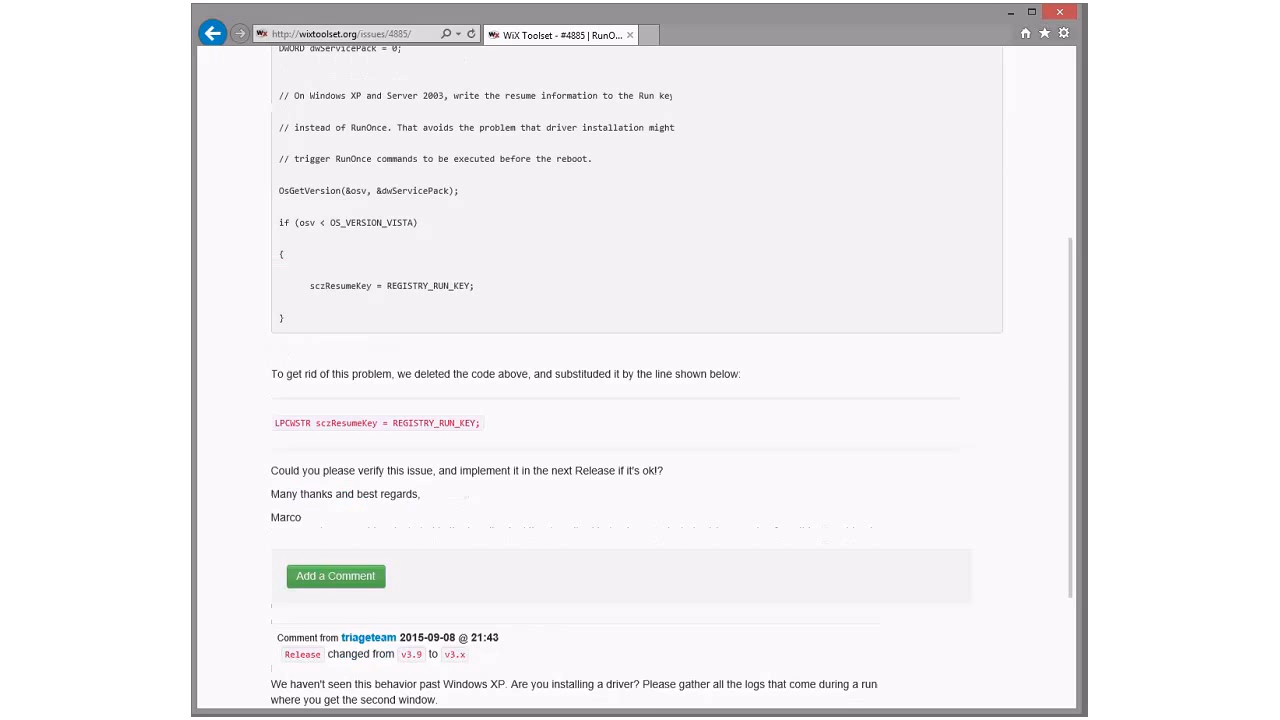 http://wixtoolset.org/issues/4885/
WiX Toolset - #4885 | RunO...
DWORD dwServicePack = 0;
// On Windows XP and Server 2003, write the resume information to the Run key
// instead of RunOnce. That avoids the problem that driver installation might
// trigger RunOnce commands to be executed before the reboot.
OsGetVersion(&osv, &dwServicePack);
if (osv < OS_VERSION_VISTA)
{
sczResumeKey = REGISTRY_RUN_KEY;
}
To get rid of this problem, we deleted the code above, and substituded it by the line shown below:
LPCWSTR sczResumeKey = REGISTRY_RUN_KEY;
Could you please verify this issue, and implement it in the next Release if it's ok!?
Many thanks and best regards,
Marco
Add a Comment
Comment from triageteam 2015-09-08 @ 21:43
Release changed from v3.9 to v3.x
We haven't seen this behavior past Windows XP. Are you installing a driver? Please gather all the logs that come during a run
where you get the second window.